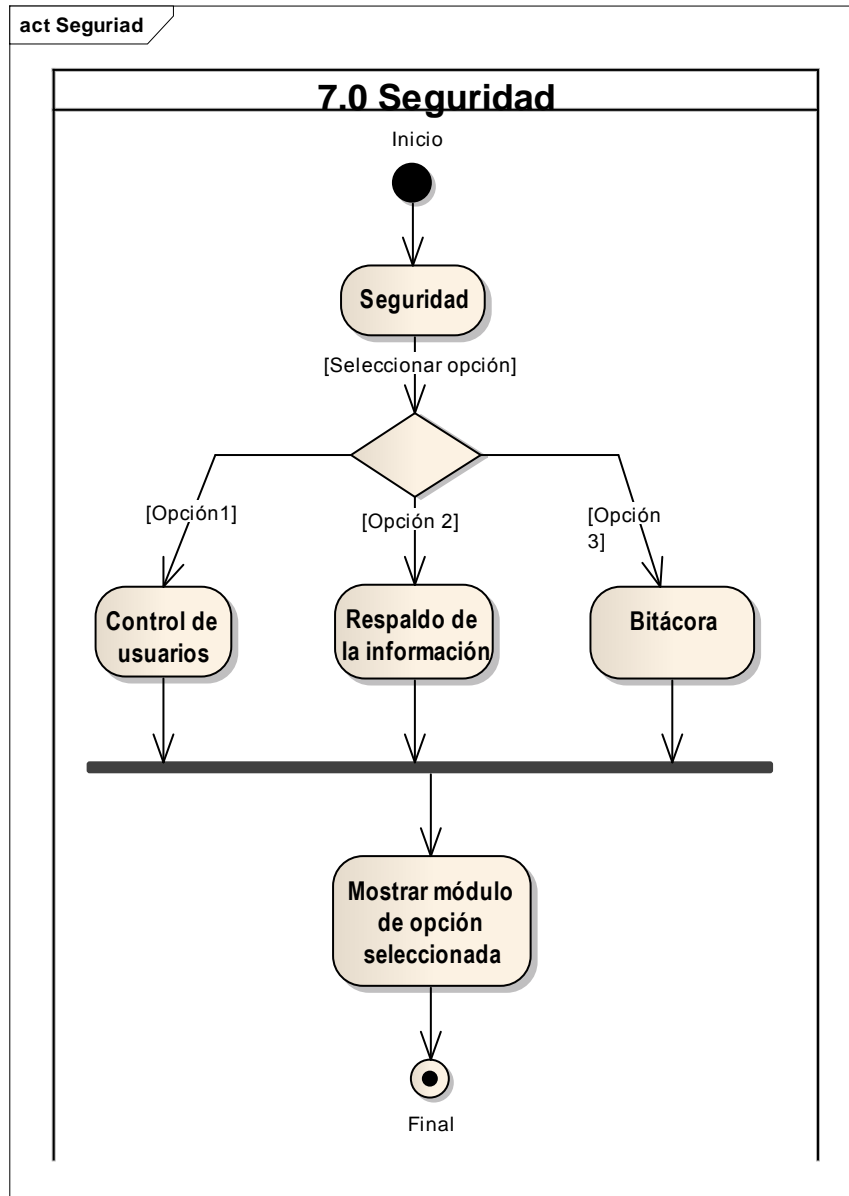 act Seguriad
7.0 Seguridad
Inicio
Seguridad
[Seleccionar opción]
[Opción1]
[Opción 2]
[Opción
3]
Control de
usuarios
Respaldo de
la información
Bitácora
Mostrar módulo
de opción
seleccionada
Final